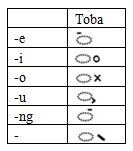 Toba
-e ◌ᯩ
-i ◌ᯪ
-o ◌ᯬ
-u ◌ᯮ
-ng ◌ᯰ
- ◌᯲